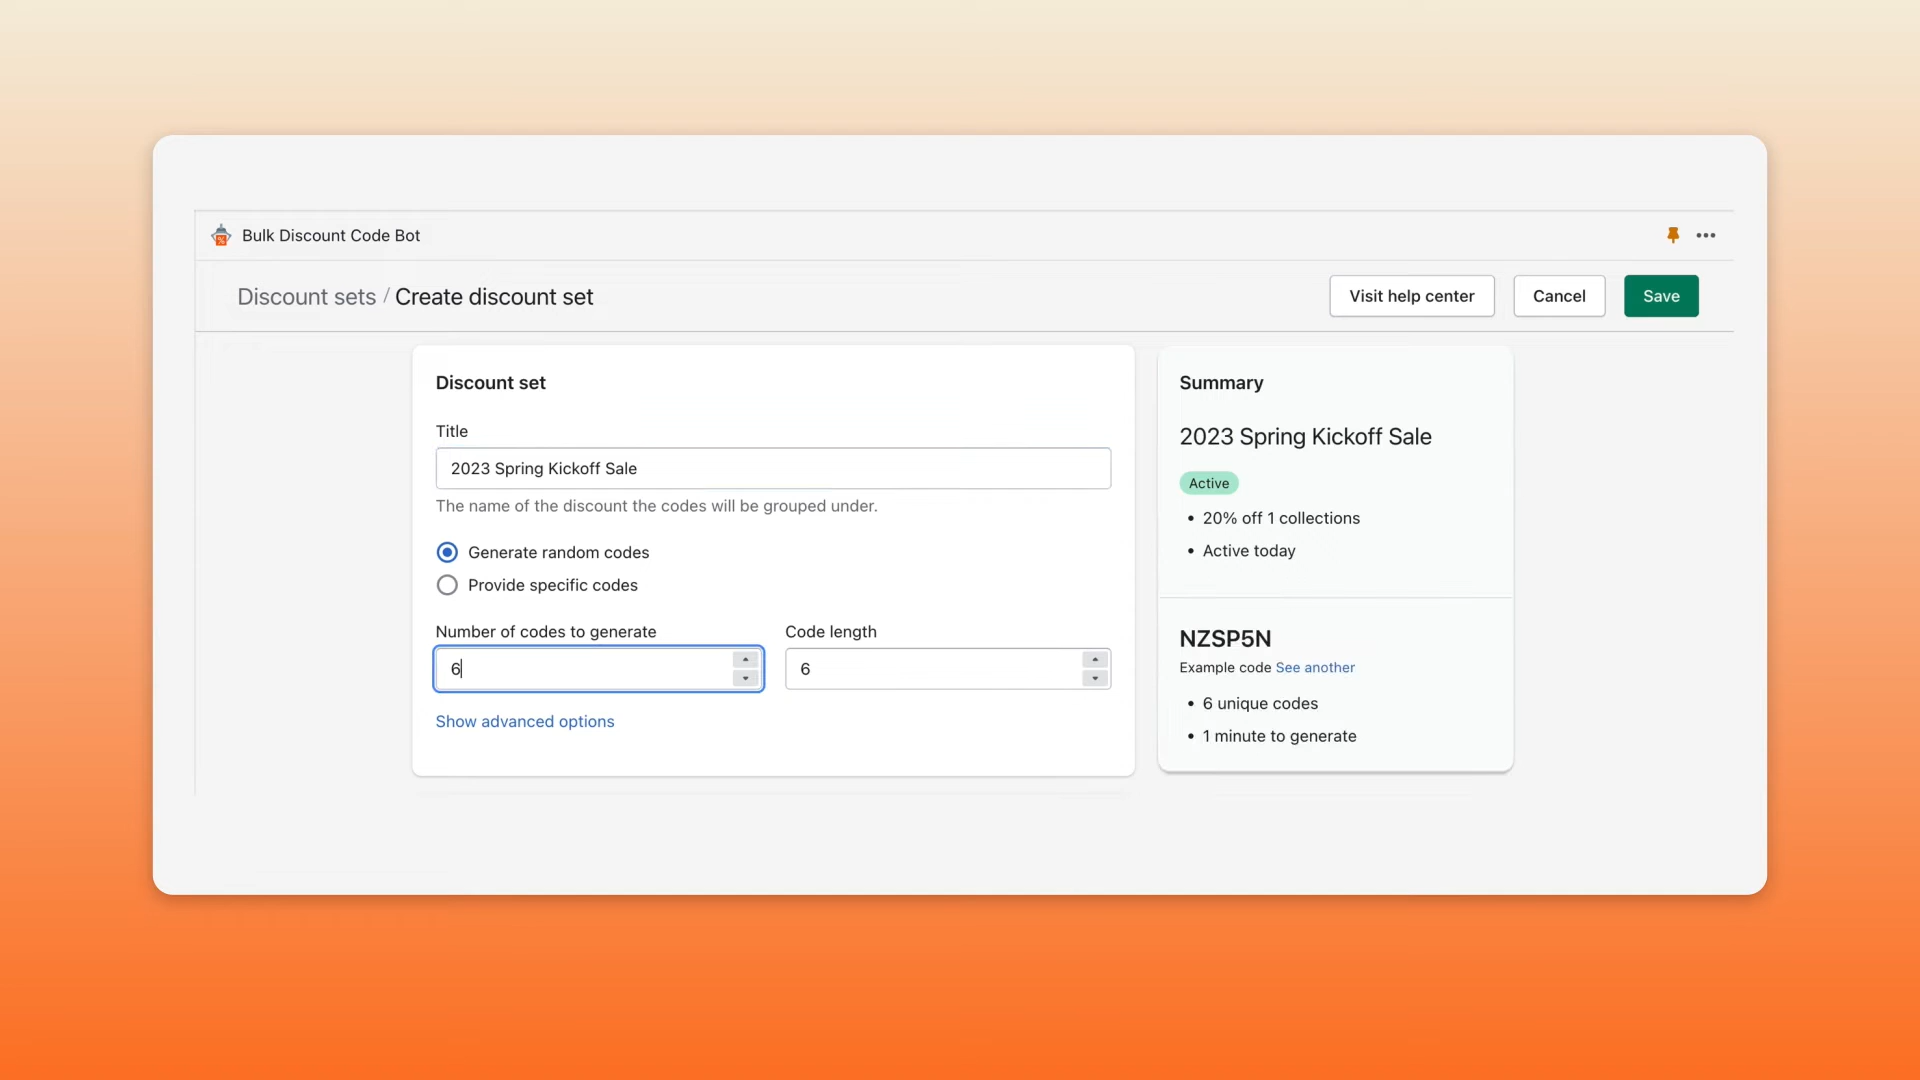 Bulk Discount Code Bot
Discount sets / Create discount set
Visit help center
Cancel
Save
Discount set
Title
2023 Spring Kickoff Sale
The name of the discount the codes will be grouped under.
Generate random codes
Provide specific codes
Number of codes to generate
6
Code length
6
Show advanced options
Summary
2023 Spring Kickoff Sale
Active
• 20% off 1 collections
• Active today
NZSP5N
Example code See another
• 6 unique codes
• 1 minute to generate